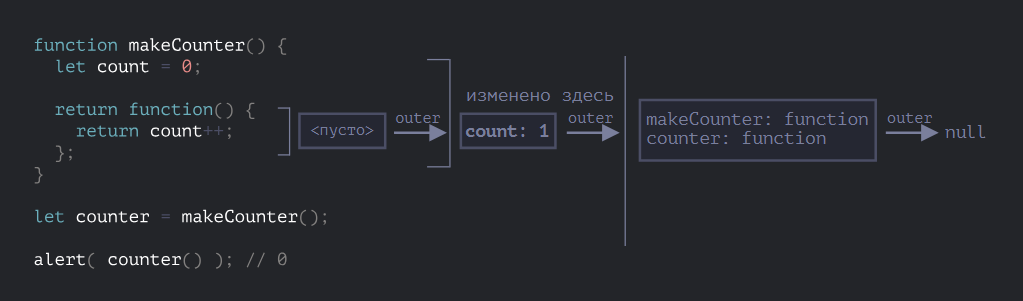 function makeCounter() {
let count = 0;
return function() {
return count++;
};
}
let counter = makeCounter();
alert( counter() ); // 0
<пусто>
outer
изменено здесь
count: 1
outer
makeCounter: function
counter: function
outer
null